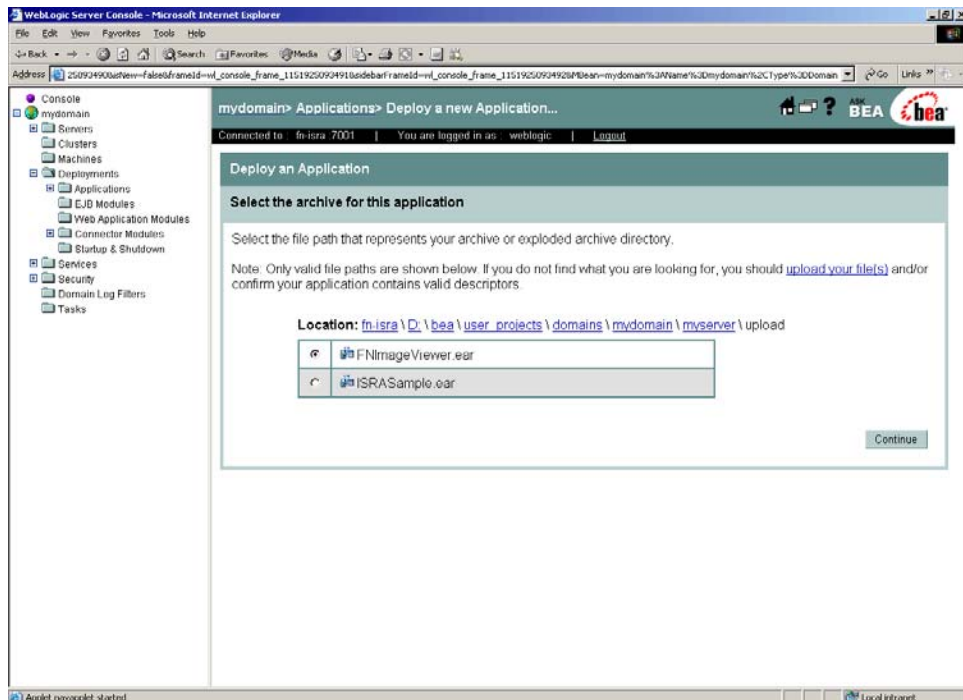 WebLogic Server Console - Microsoft Internet Explorer
File Edit View Favorites Tools Help
Back Search Favorites Media
Address Go Links
Console
mydomain
Servers
Clusters
Machines
Deployments
Applications
EJB Modules
Web Application Modules
Connector Modules
Startup & Shutdown
Services
Security
Domain Log Filters
Tasks
mydomain> Applications> Deploy a new Application...
ASK BEA
bea
Connected to : fn-isra :7001 | You are logged in as : weblogic | Logout
Deploy an Application
Select the archive for this application
Select the file path that represents your archive or exploded archive directory.
Note: Only valid file paths are shown below. If you do not find what you are looking for, you should upload your file(s) and/or
confirm your application contains valid descriptors.
Location: fn-isra \ D: \ bea \ user_projects \ domains \ mydomain \ myserver \ upload
FNImageViewer.ear
ISRASample.ear
Continue
Applet navapplet started
Local intranet